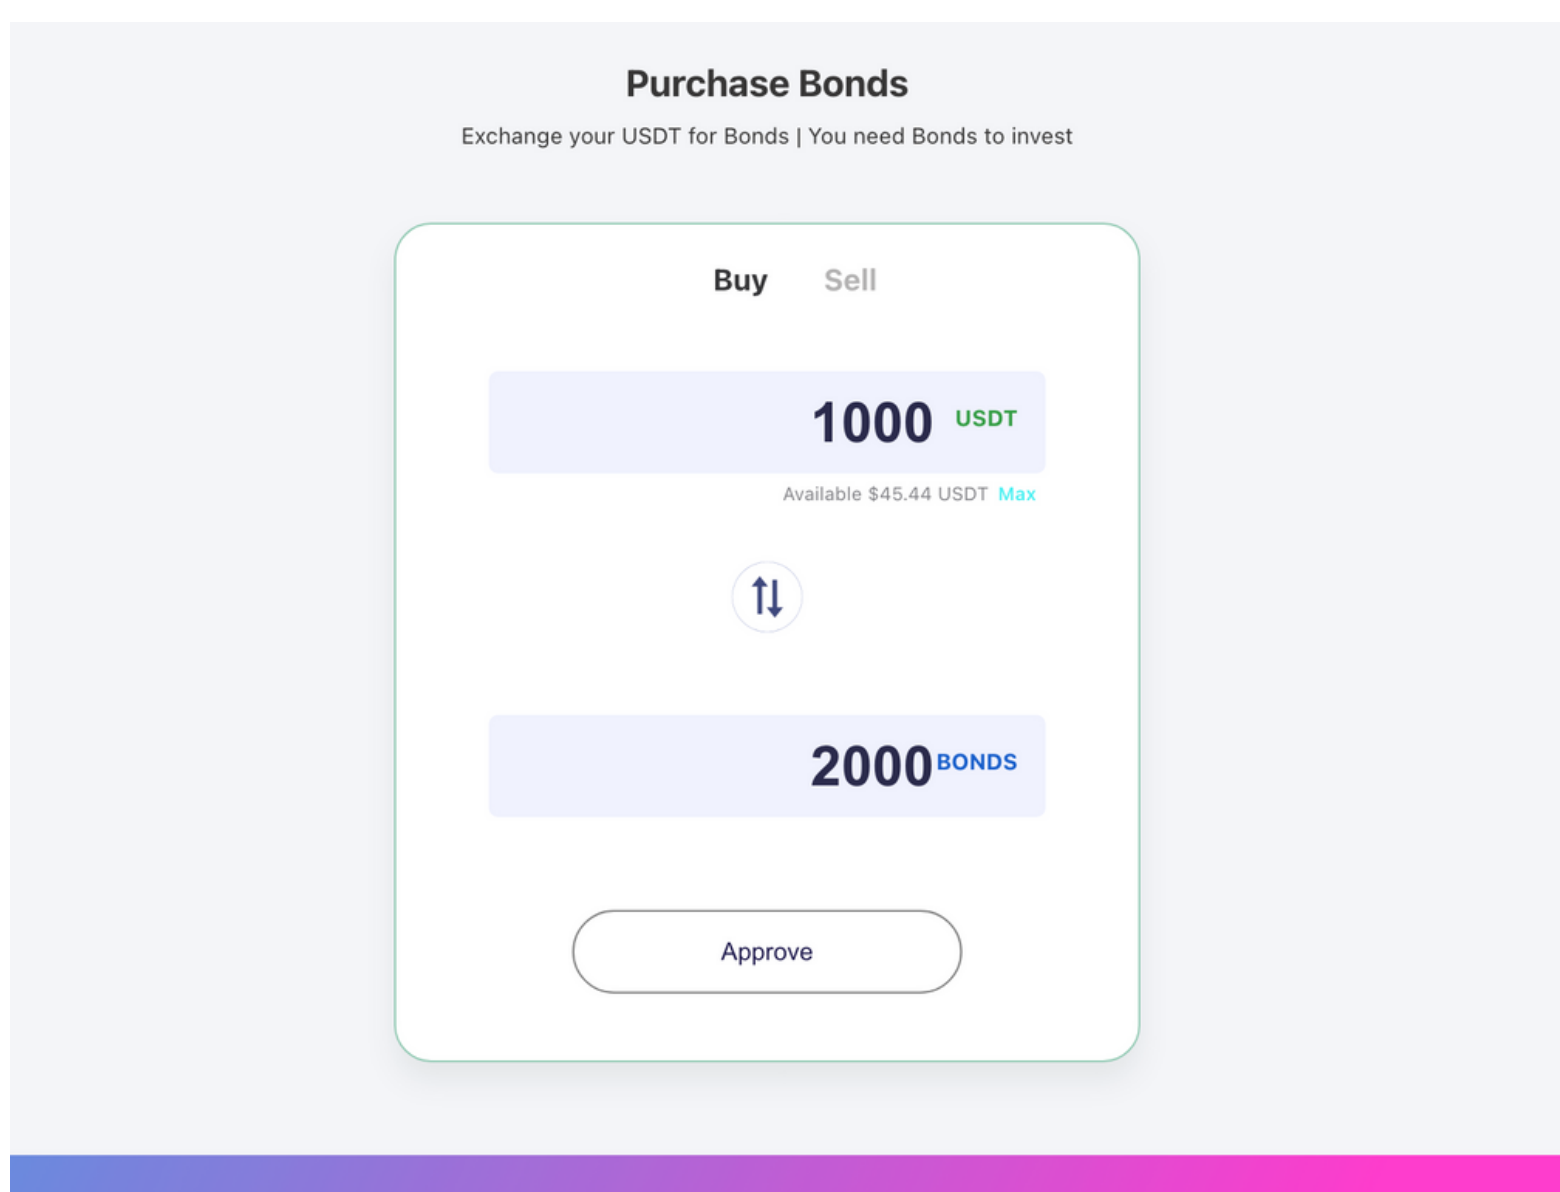 Purchase Bonds
Exchange your USDT for Bonds | You need Bonds to invest
Buy Sell
1000 USDT
Available $45.44 USDT Max
2000 BONDS
Approve